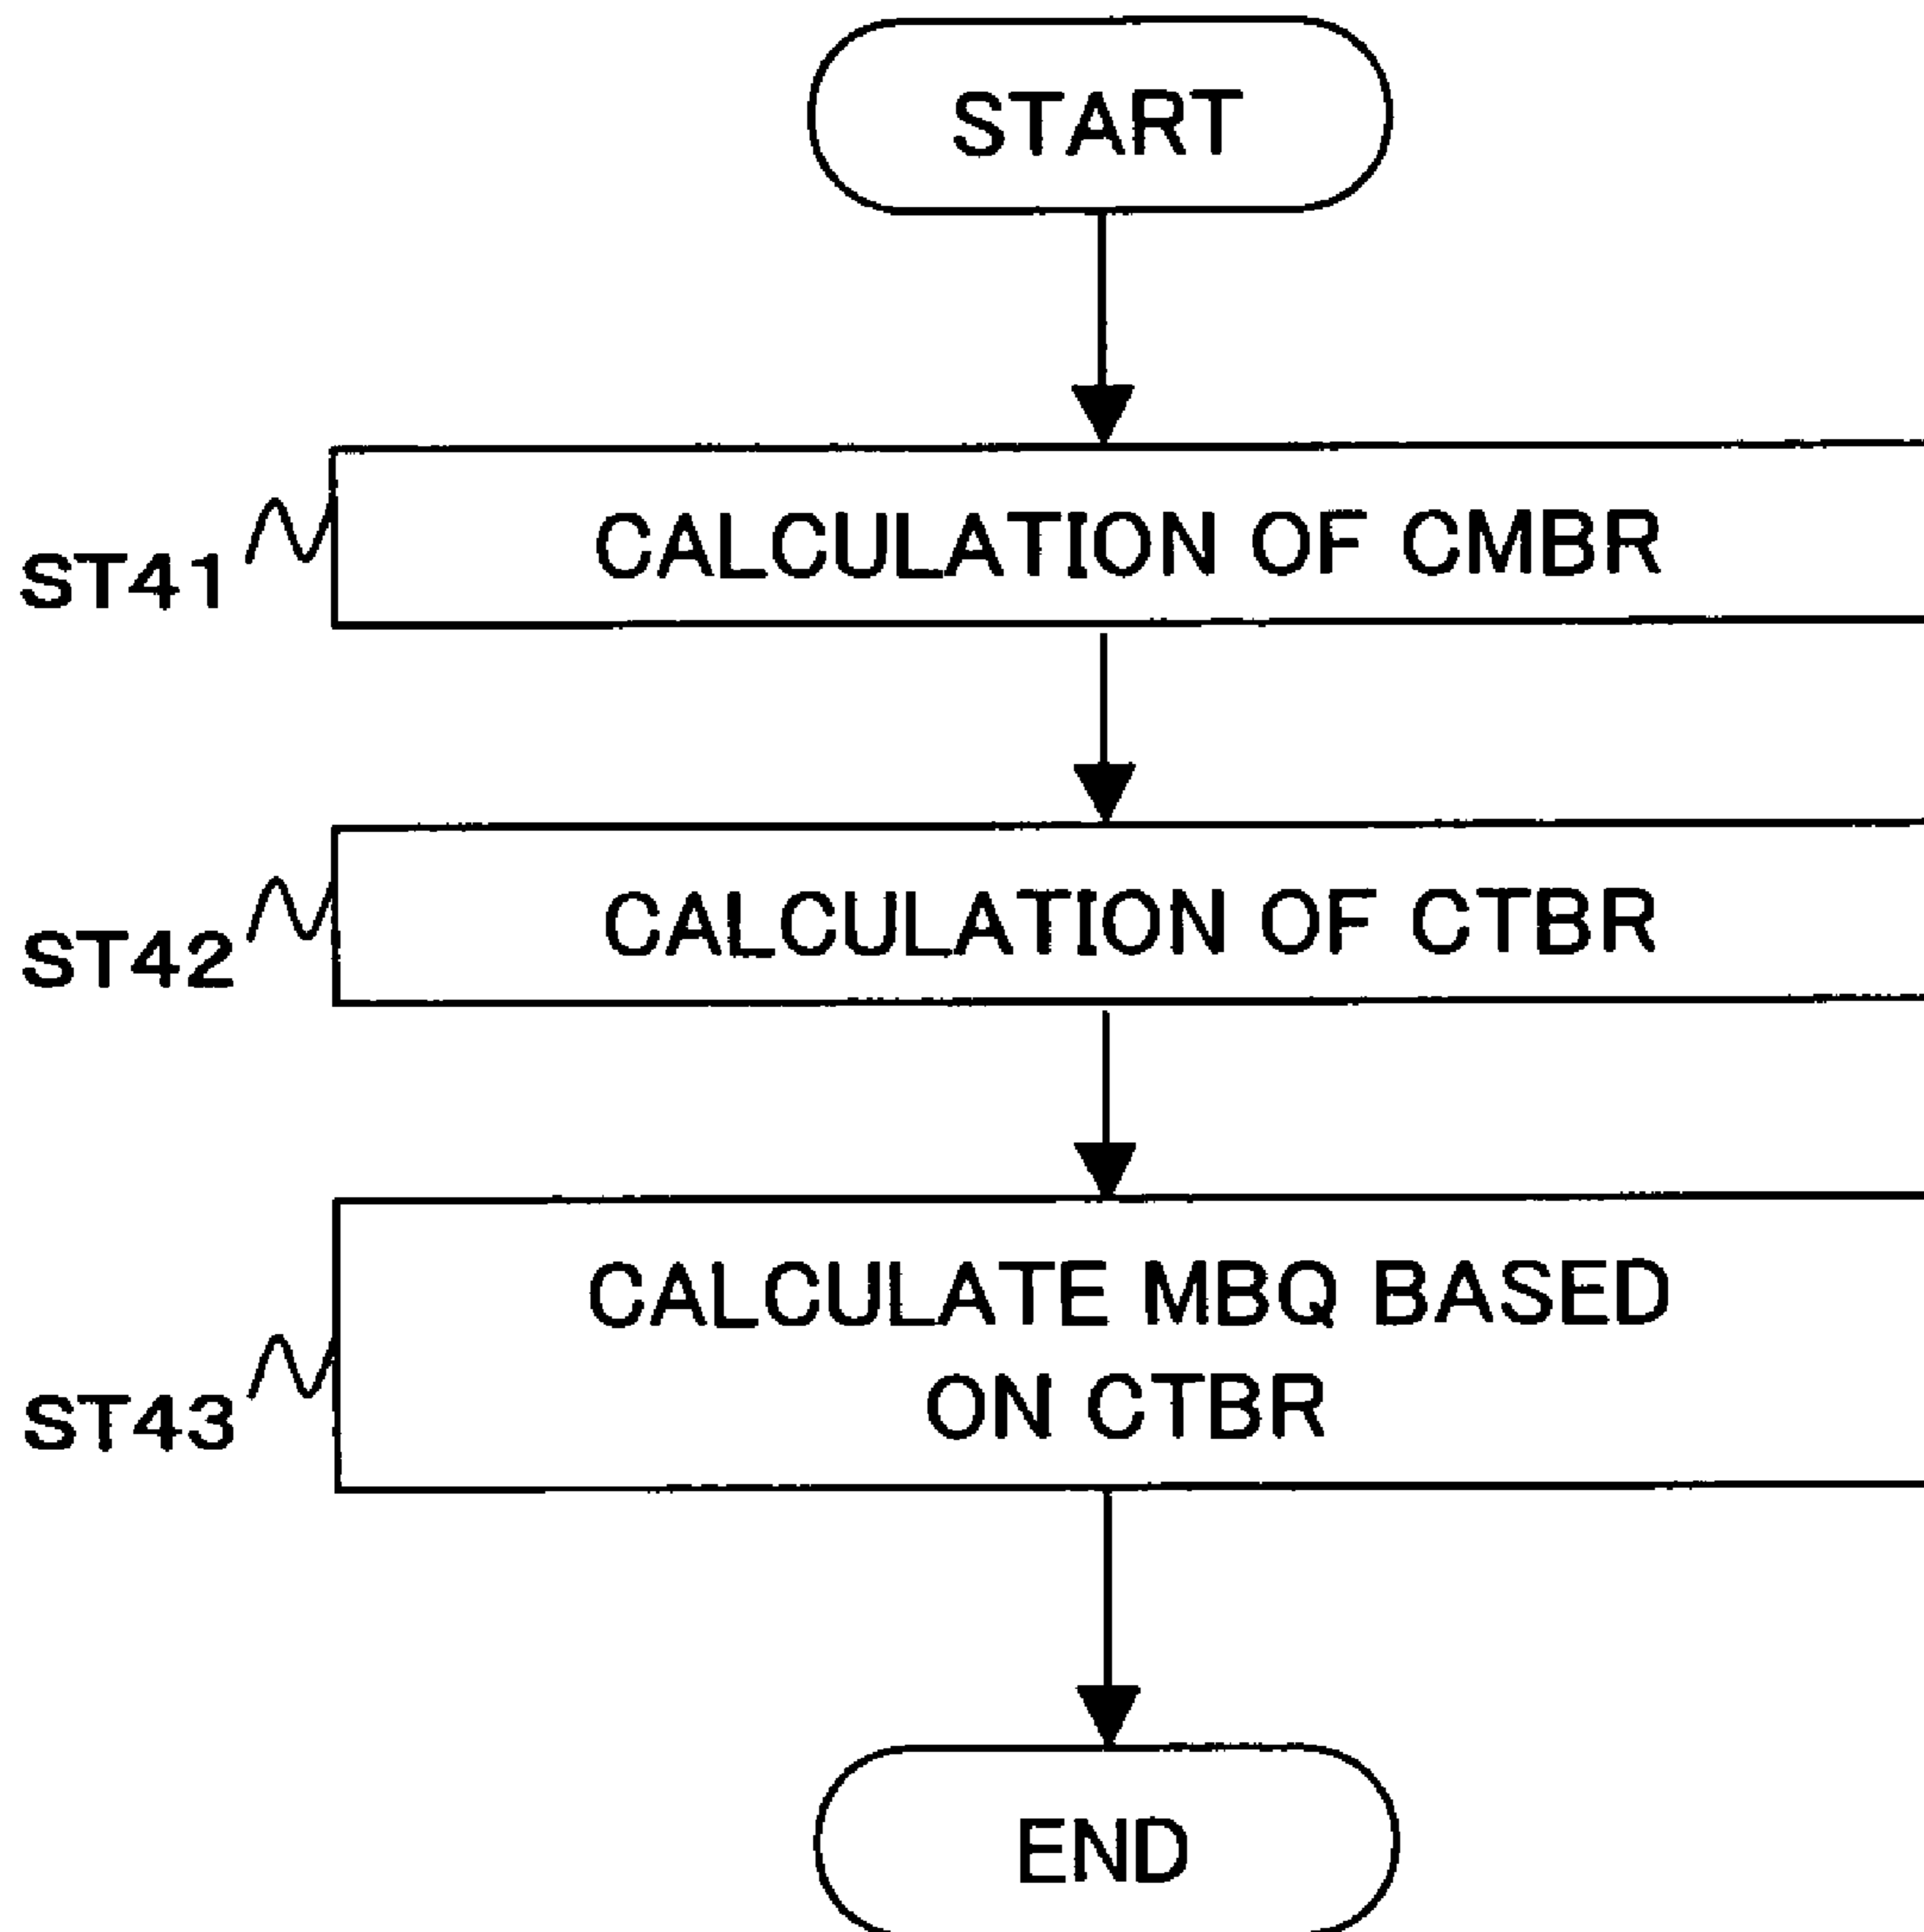 START
CALCULATION OF CMBR
ST41
CALCULATION OF CTBR
ST42
CALCULATE MBQ BASED
ON CTBR
ST43
END